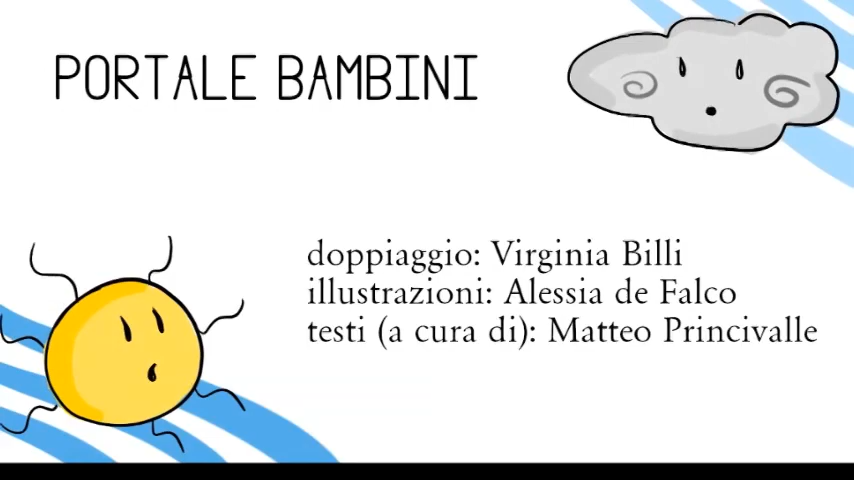 PORTALE BAMBINI
doppiaggio: Virginia Billi
illustrazioni: Alessia de Falco
testi (a cura di): Matteo Princivalle